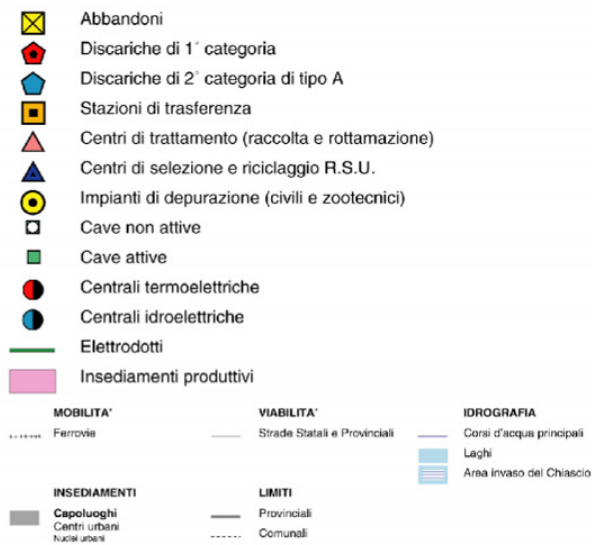 Abbandoni
Discariche di 1° categoria
Discariche di 2° categoria di tipo A
Stazioni di trasferenza
Centri di trattamento (raccolta e rottamazione)
Centri di selezione e riciclaggio R.S.U.
Impianti di depurazione (civili e zootecnici)
Cave non attive
Cave attive
Centrali termoelettriche
Centrali idroelettriche
Elettrodotti
Insediamenti produttivi
MOBILITA'
Ferrovie
VIABILITA'
Strade Statali e Provinciali
IDROGRAFIA
Corsi d'acqua principali
Laghi
Area invaso del Chiascio
INSEDIAMENTI
Capoluoghi
Centri urbani
Nuclei urbani
LIMITI
Provinciali
Comunali